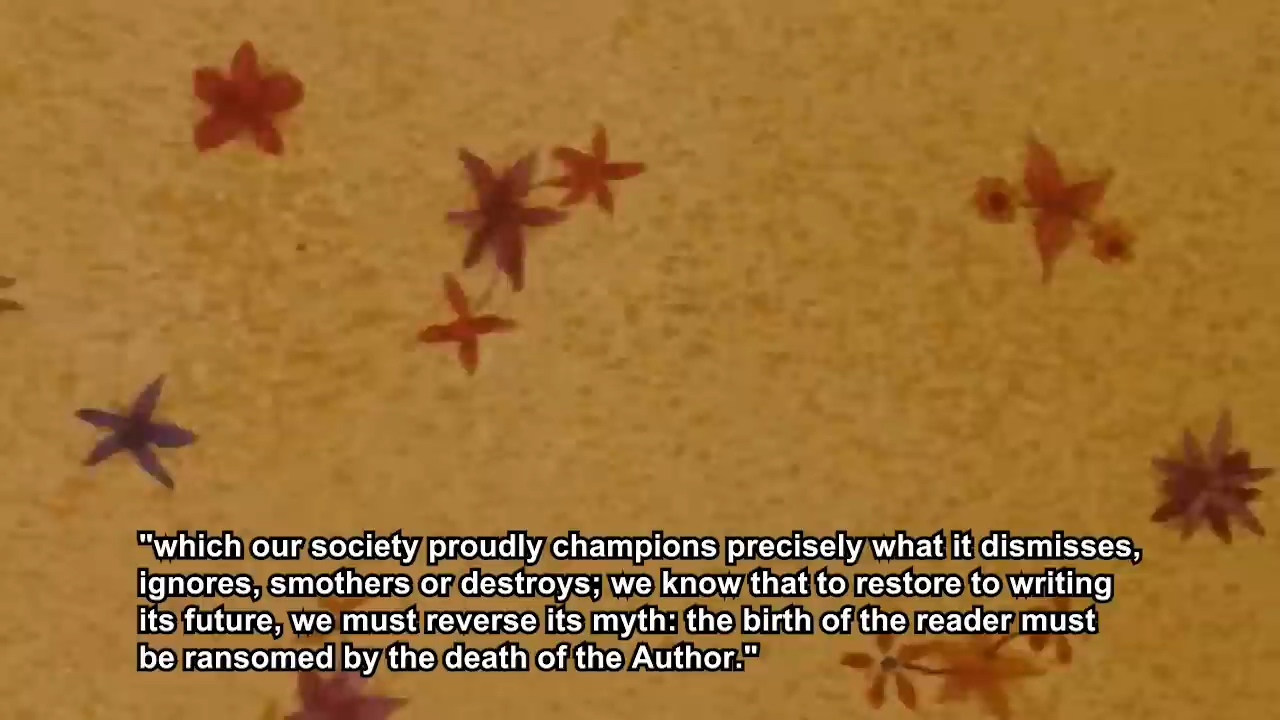 "which our society proudly champions precisely what it dismisses,
ignores, smothers or destroys; we know that to restore to writing
its future, we must reverse its myth: the birth of the reader must
be ransomed by the death of the Author."